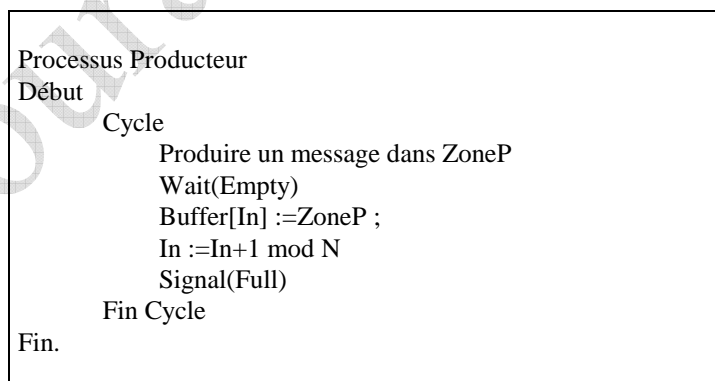 Processus Producteur
Début
Cycle
Produire un message dans ZoneP
Wait(Empty)
Buffer[In] :=ZoneP ;
In :=In+1 mod N
Signal(Full)
Fin Cycle
Fin.